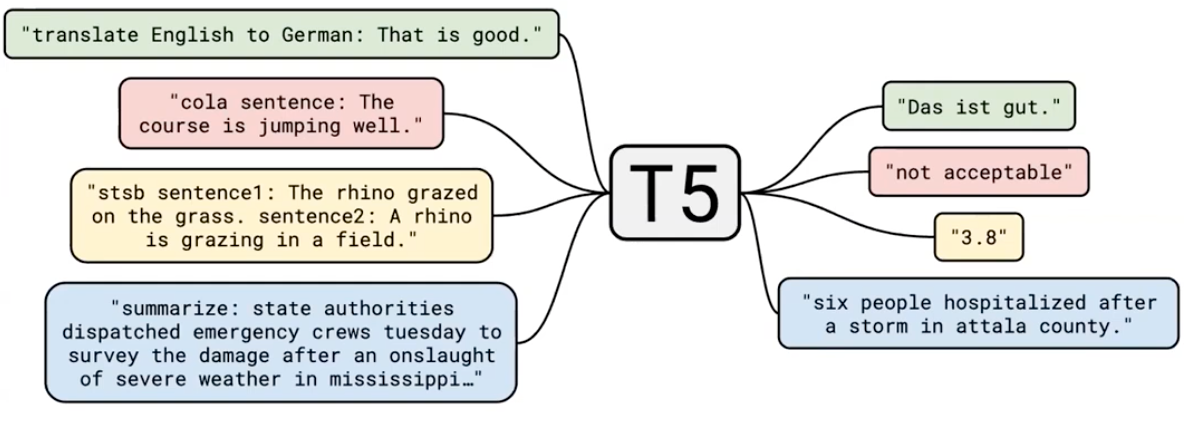 "translate English to German: That is good."
"cola sentence: The
course is jumping well."
"stsb sentence1: The rhino grazed
on the grass. sentence2: A rhino
is grazing in a field."
"summarize: state authorities
dispatched emergency crews tuesday to
survey the damage after an onslaught
of severe weather in mississippi…"
T5
"Das ist gut."
"not acceptable"
"3.8"
"six people hospitalized after
a storm in attala county."